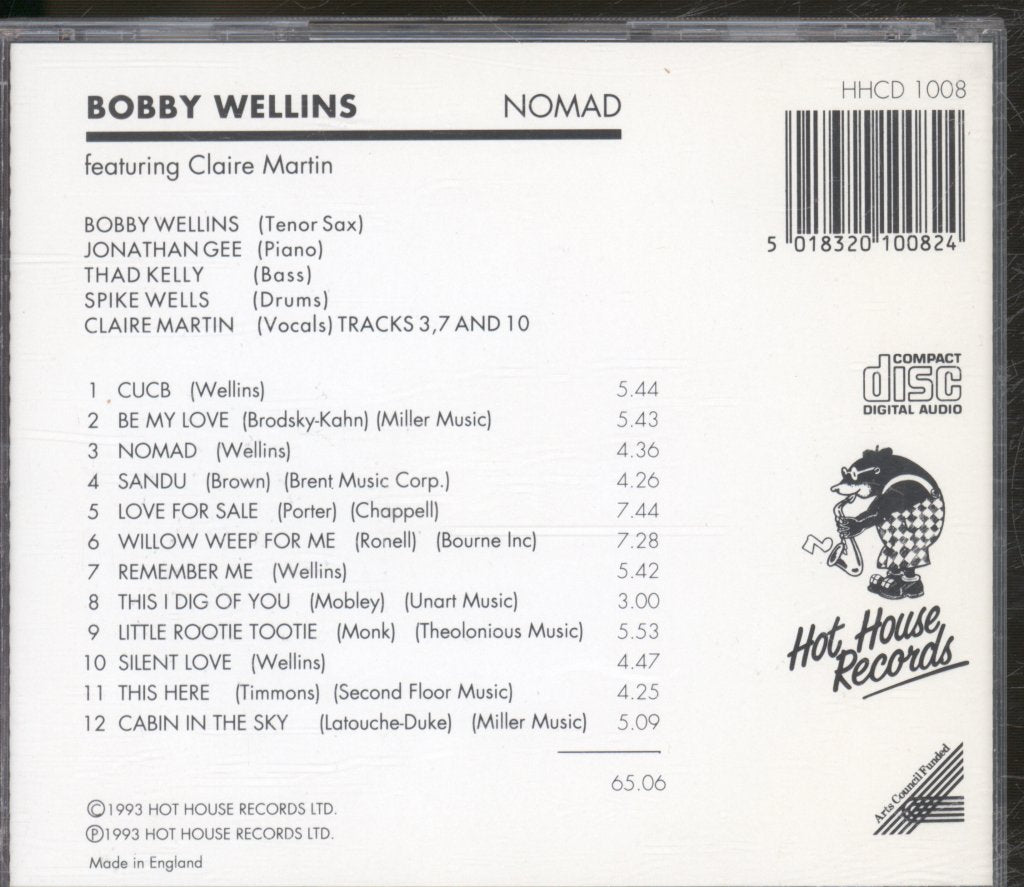 BOBBY WELLINS NOMAD
HHCD 1008
featuring Claire Martin
5 018320 100824
BOBBY WELLINS (Tenor Sax)
JONATHAN GEE (Piano)
THAD KELLY (Bass)
SPIKE WELLS (Drums)
CLAIRE MARTIN (Vocals) TRACKS 3,7 AND 10
COMPACT
disc
DIGITAL AUDIO
1 CUCB (Wellins) 5.44
2 BE MY LOVE (Brodsky-Kahn) (Miller Music) 5.43
3 NOMAD (Wellins) 4.36
4 SANDU (Brown) (Brent Music Corp.) 4.26
5 LOVE FOR SALE (Porter) (Chappell) 7.44
6 WILLOW WEEP FOR ME (Ronell) (Bourne Inc) 7.28
7 REMEMBER ME (Wellins) 5.42
8 THIS I DIG OF YOU (Mobley) (Unart Music) 3.00
9 LITTLE ROOTIE TOOTIE (Monk) (Theolonious Music) 5.53
10 SILENT LOVE (Wellins) 4.47
11 THIS HERE (Timmons) (Second Floor Music) 4.25
12 CABIN IN THE SKY (Latouche-Duke) (Miller Music) 5.09
65.06
Hot House
Records
Arts Council Funded
©1993 HOT HOUSE RECORDS LTD.
℗1993 HOT HOUSE RECORDS LTD.
Made in England